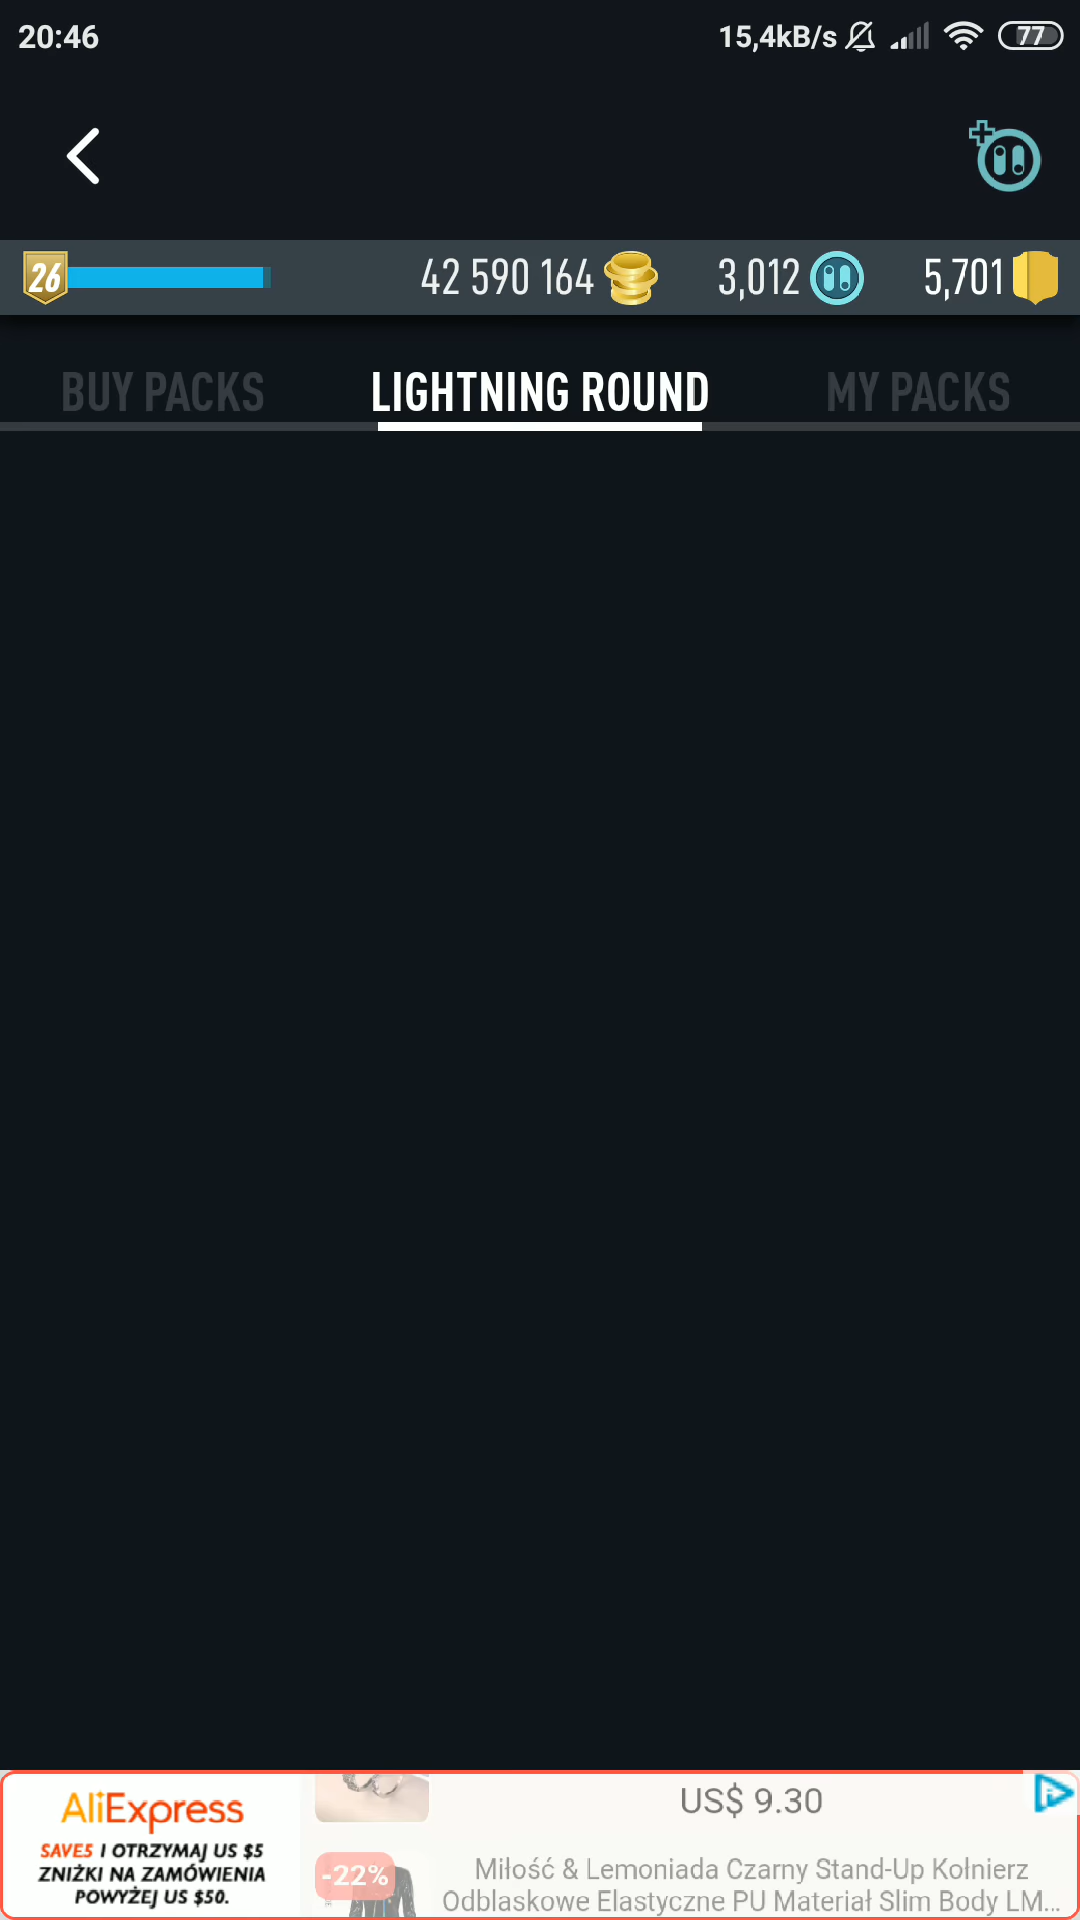 20:46
15,4kB/s
77
26
42 590 164
3,012
5,701
BUY PACKS
LIGHTNING ROUND
MY PACKS
AliExpress
SAVE5 I OTRZYMAJ US $5
ZNIŻKI NA ZAMÓWIENIA
POWYŻEJ US $50.
US$ 9.30
-22%
Miłość & Lemoniada Czarny Stand-Up Kołnierz
Odblaskowe Elastyczne PU Materiał Slim Body LM...